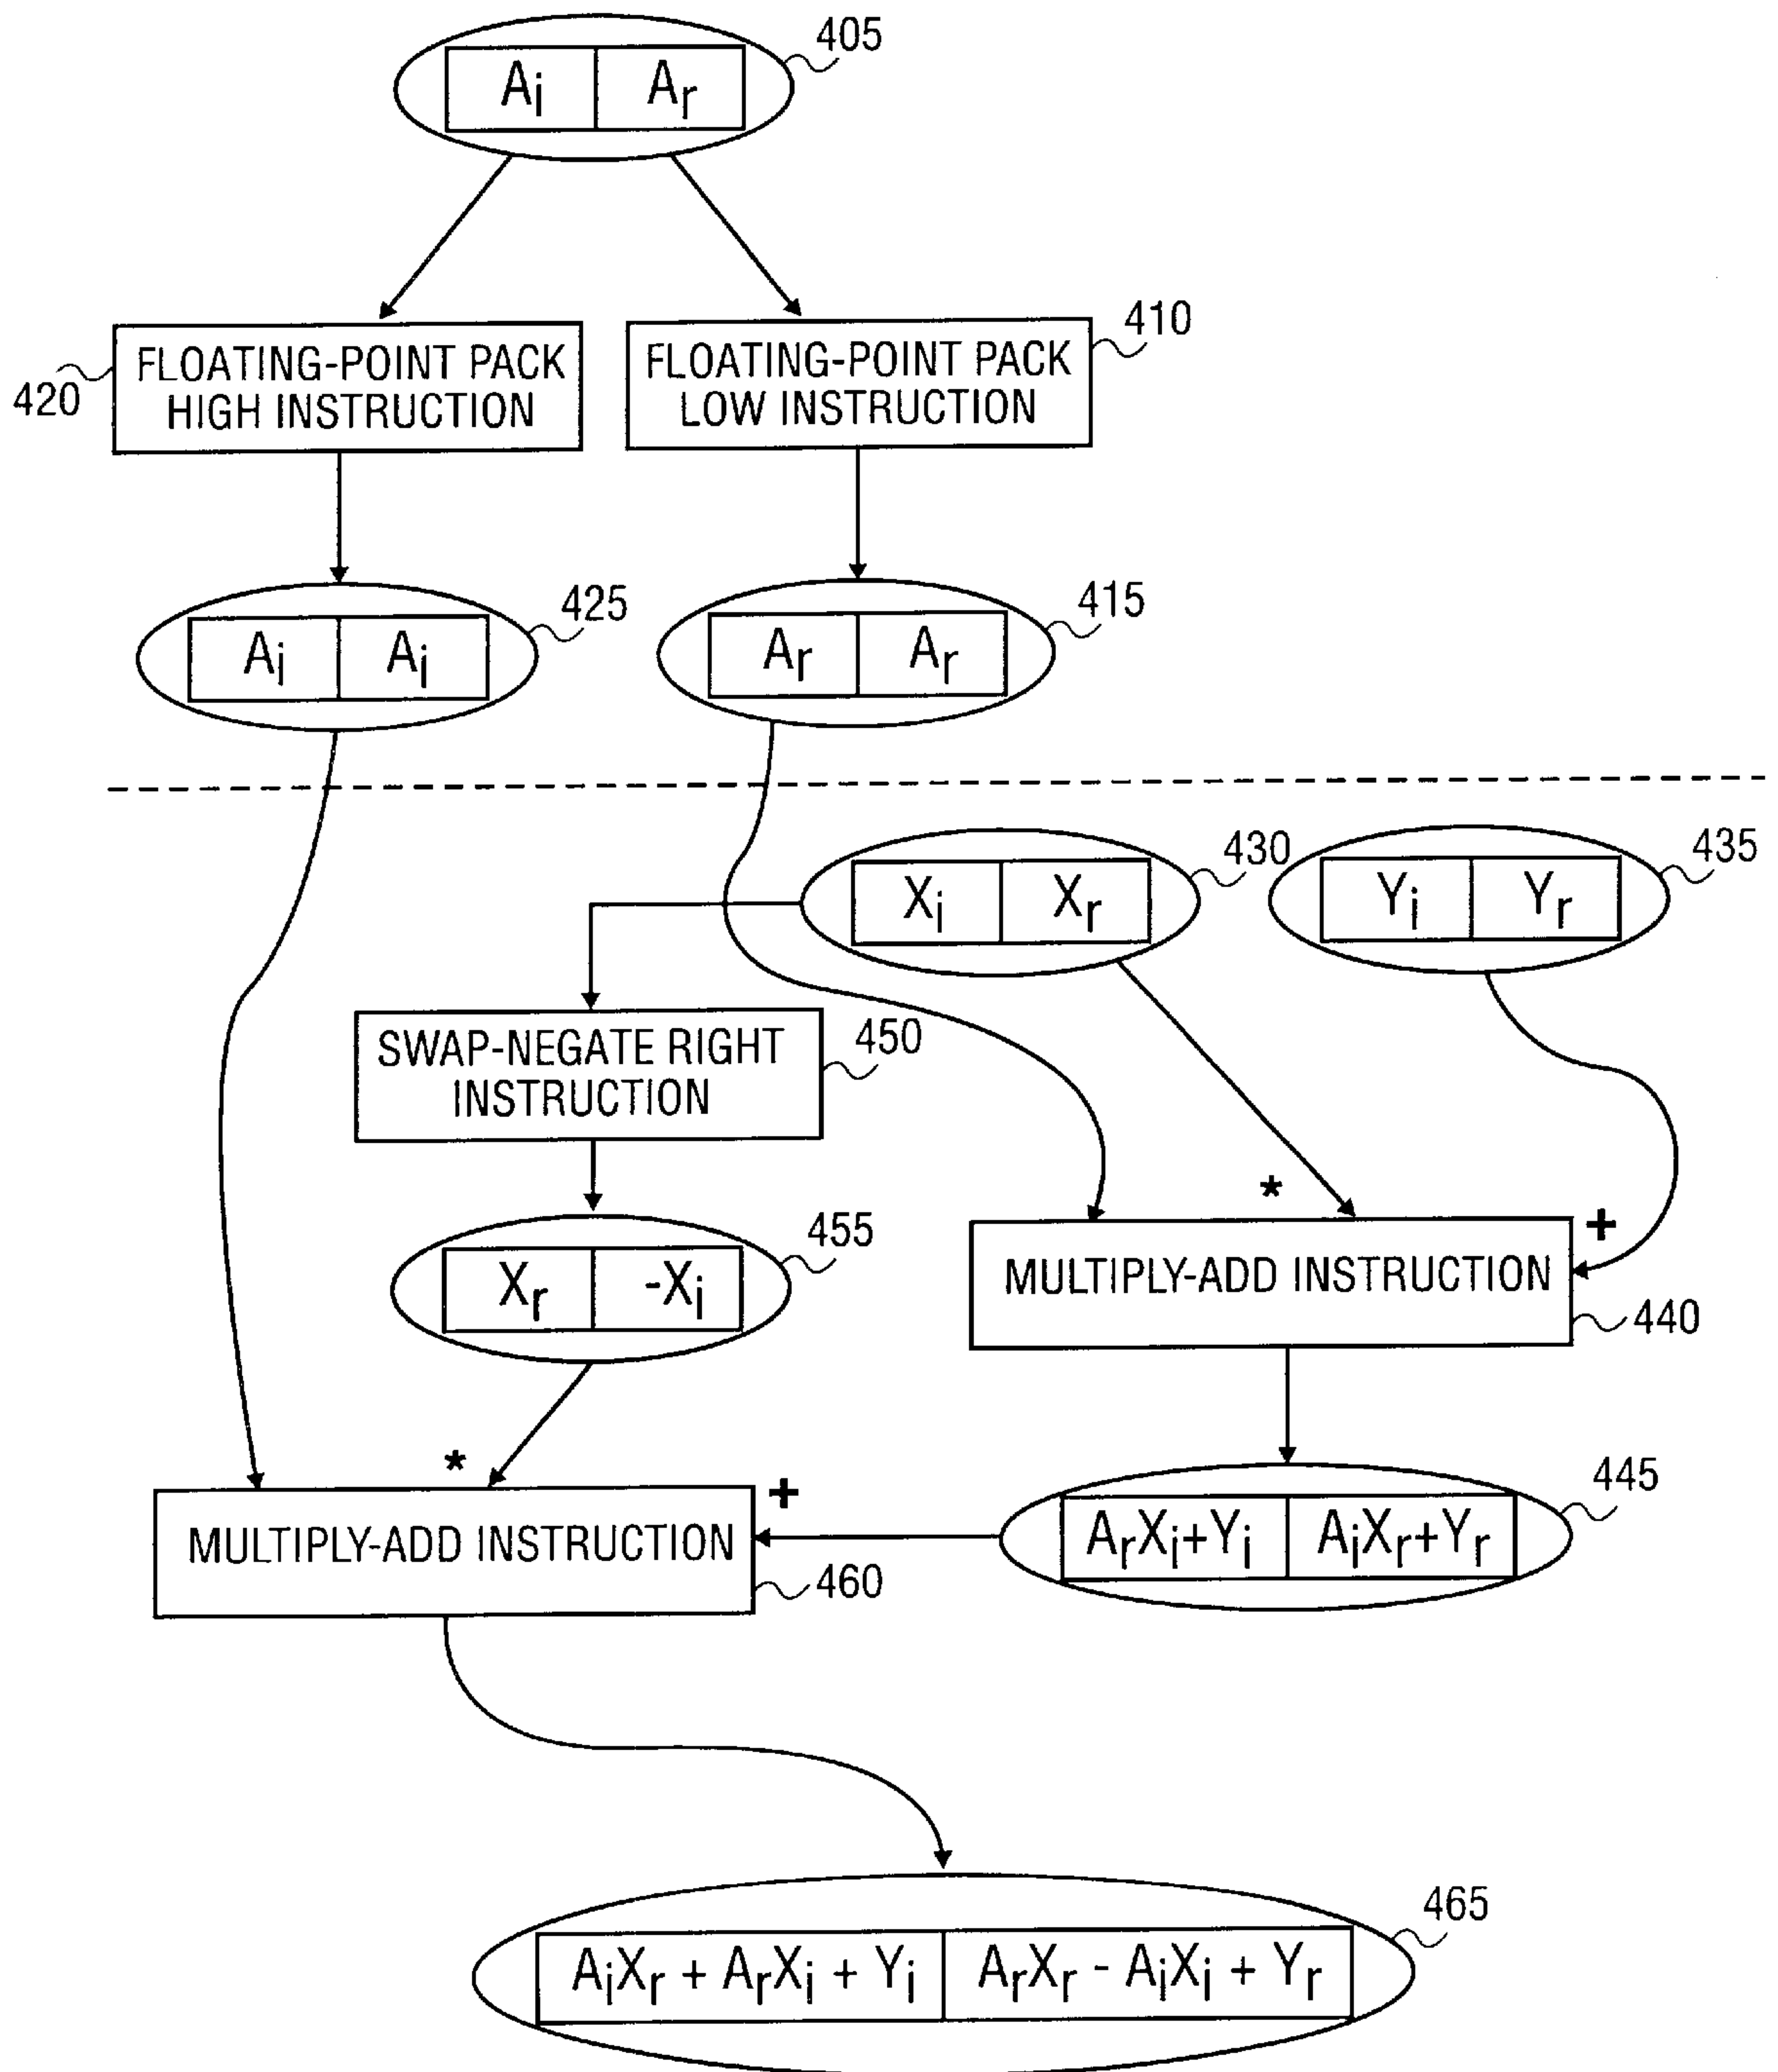 405
Ai Ar
410
FLOATING-POINT PACK
HIGH INSTRUCTION
420
FLOATING-POINT PACK
LOW INSTRUCTION
425
Ai Ai
415
Ar Ar
430
Xi Xr
435
Yi Yr
SWAP-NEGATE RIGHT
INSTRUCTION
450
*
+
455
Xr -Xi
MULTIPLY-ADD INSTRUCTION
440
*
+
445
ArXi+Yi AiXr+Yr
MULTIPLY-ADD INSTRUCTION
460
465
AiXr + ArXi + Yi ArXr - AiXi + Yr